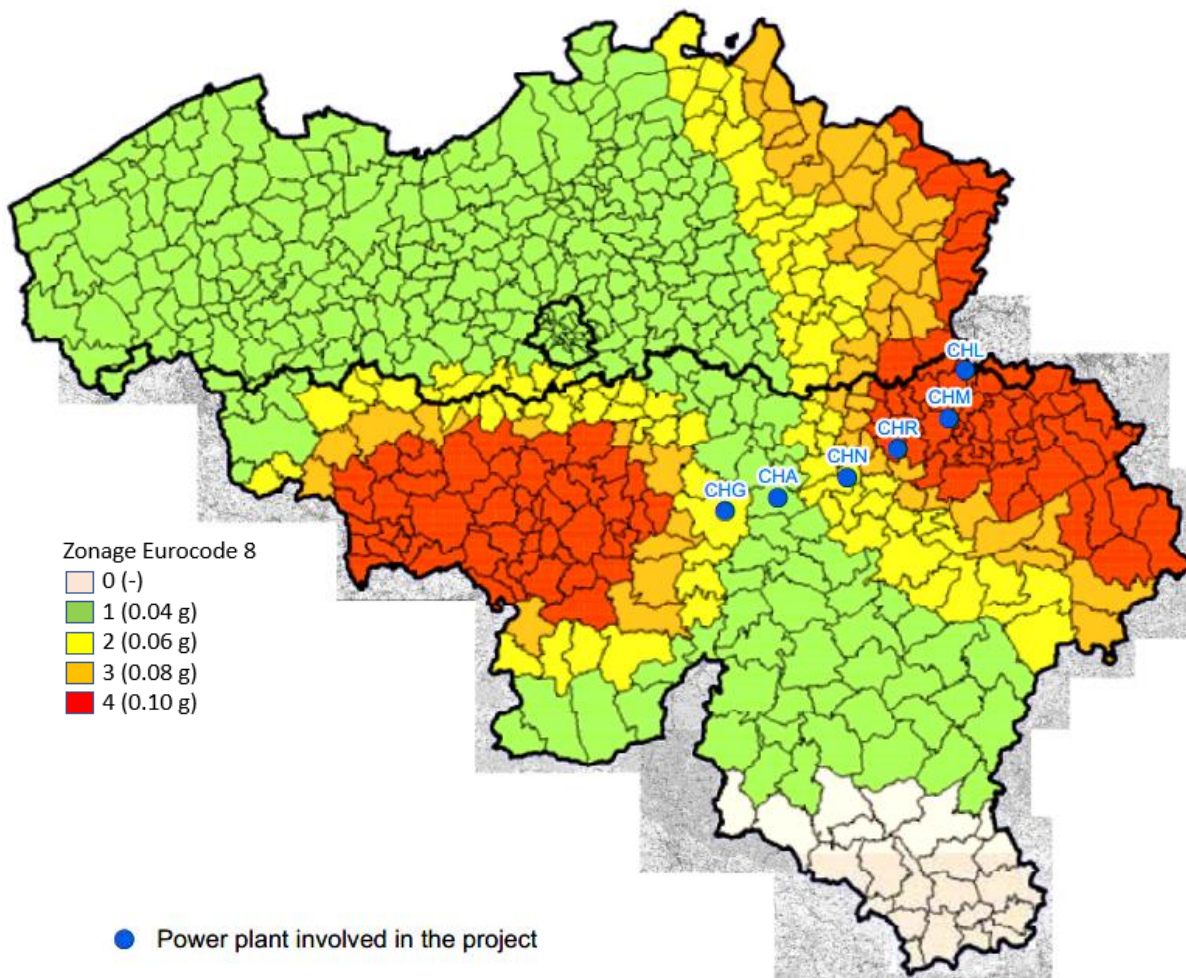 CHL
CHM
CHR
CHN
CHA
CHG
Zonage Eurocode 8
0 (-)
1 (0.04 g)
2 (0.06 g)
3 (0.08 g)
4 (0.10 g)
Power plant involved in the project